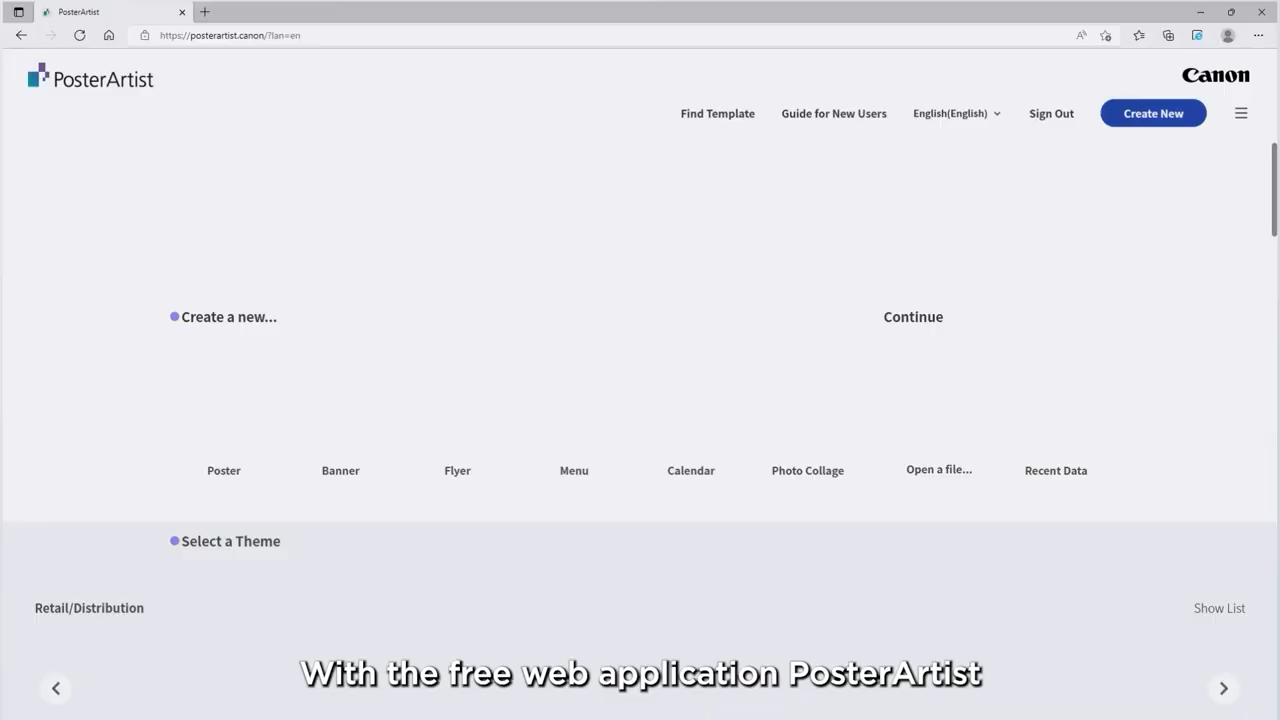 PosterArtist
https://posterartist.canon/?lan=en
PosterArtist
Canon
Find Template
Guide for New Users
English(English)
Sign Out
Create New
Create a new...
Continue
Poster
Banner
Flyer
Menu
Calendar
Photo Collage
Open a file...
Recent Data
Select a Theme
Retail/Distribution
Show List
With the free web application PosterArtist